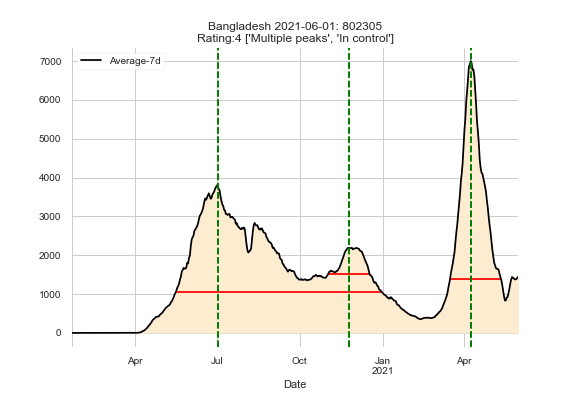 Bangladesh 2021-06-01: 802305
Rating:4 ['Multiple peaks', 'In control']
Average-7d
7000
6000
5000
4000
3000
2000
1000
0
Apr
Jul
Oct
Jan
2021
Apr
Date